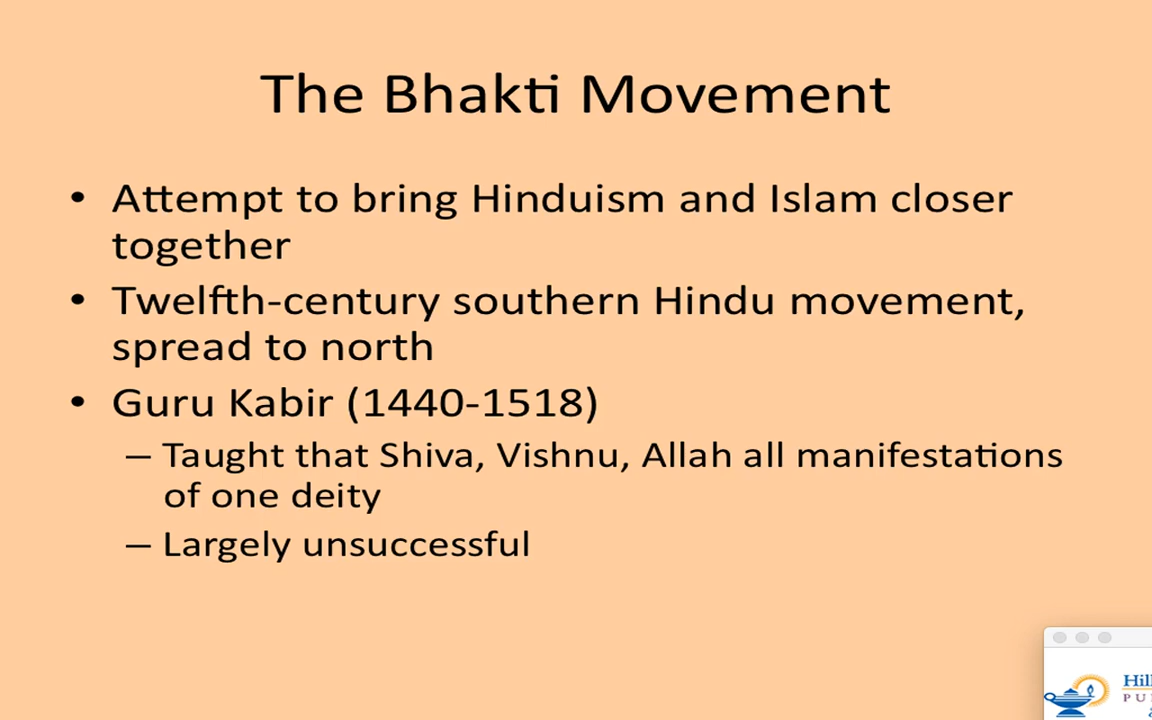 The Bhakti Movement
• Attempt to bring Hinduism and Islam closer
together
• Twelfth-century southern Hindu movement,
spread to north
• Guru Kabir (1440-1518)
– Taught that Shiva, Vishnu, Allah all manifestations
of one deity
– Largely unsuccessful